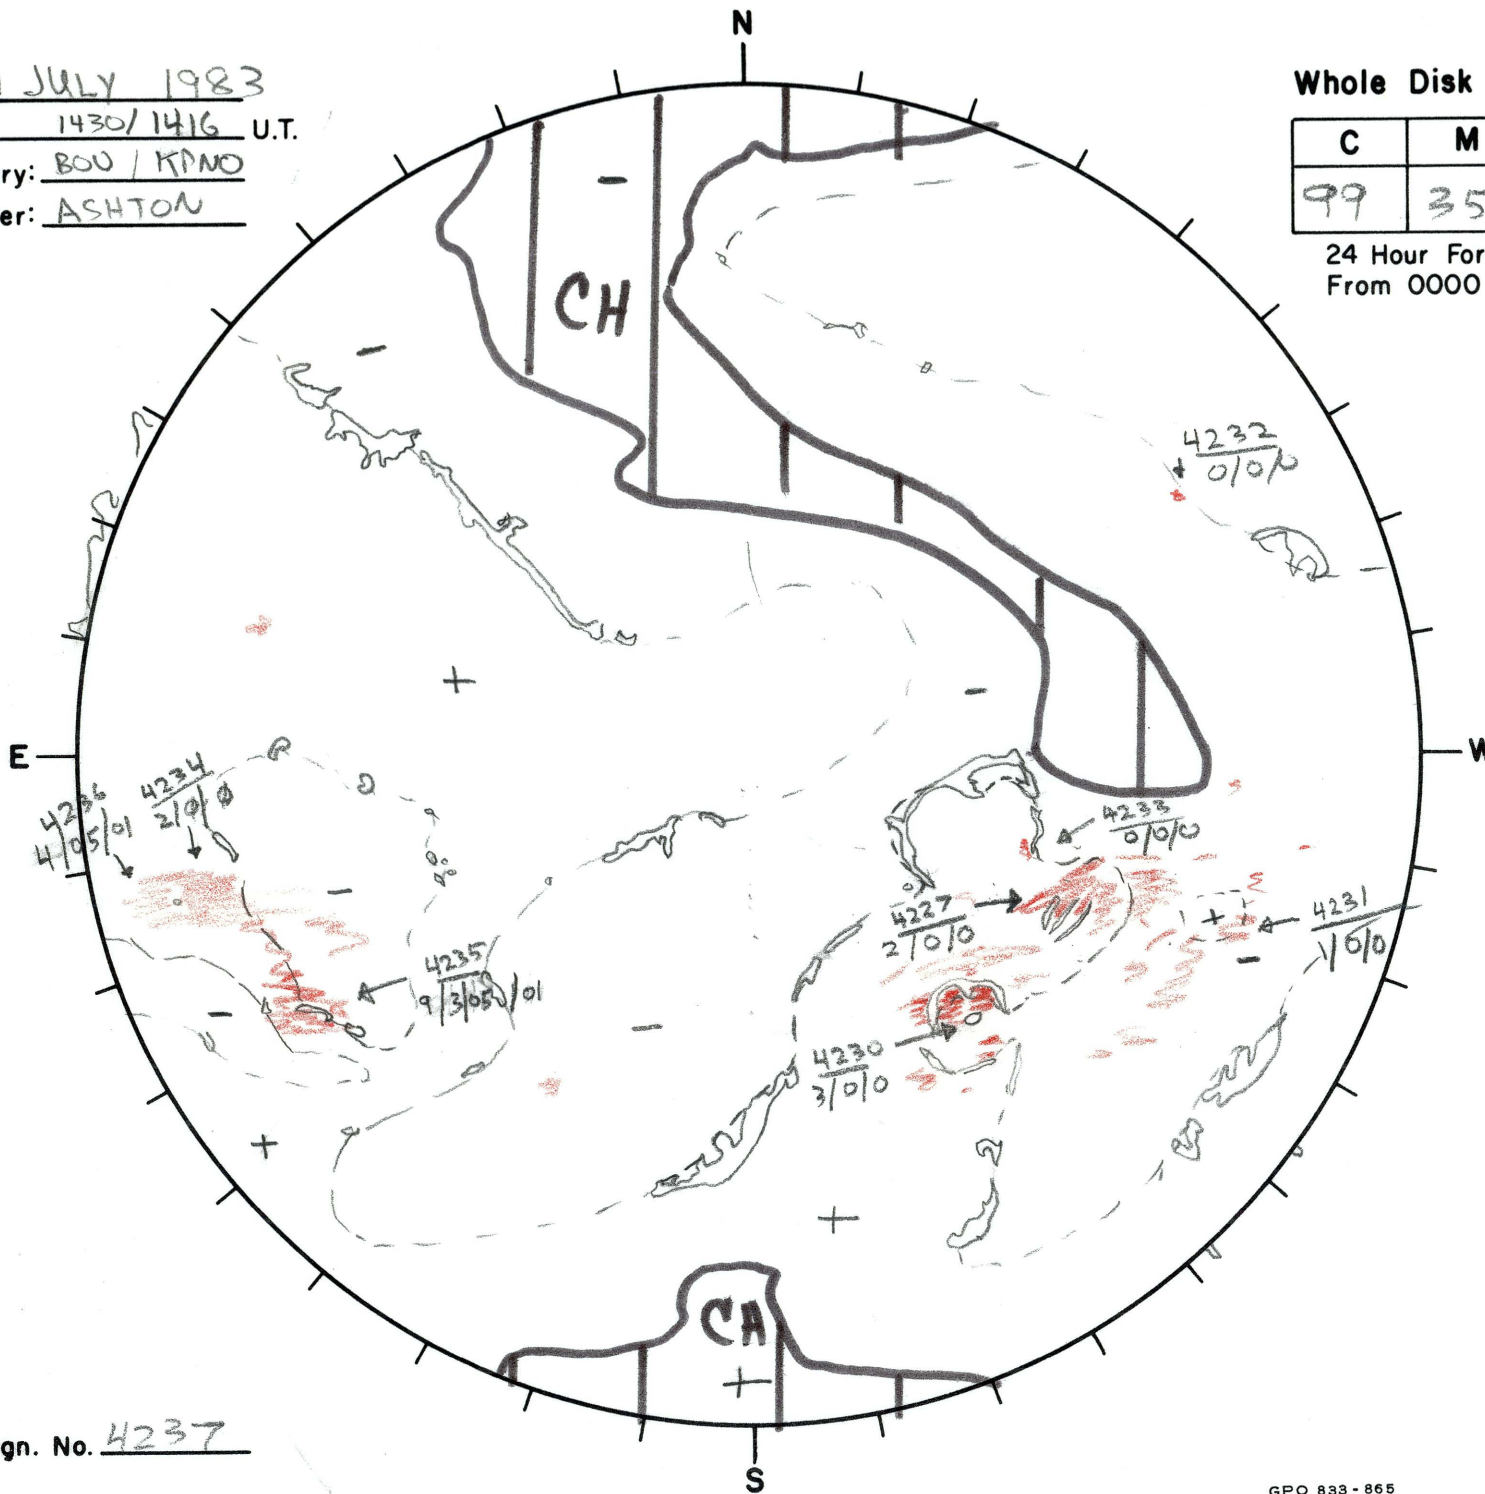 N
JULY 1983
1430/1416 U.T.
ry: BOU / KPNO
er: ASHTON
Whole Disk
C M
99 35
24 Hour For
From 0000
CH
4232
0/0/0
E
W
4236
4/05/01
4234
2/0/0
4233
0/0/0
4227
2/0/0
4231
1/0/0
4235
9/3/05/01
4230
3/0/0
CH
gn. No. 4237
S
GPO 833-865